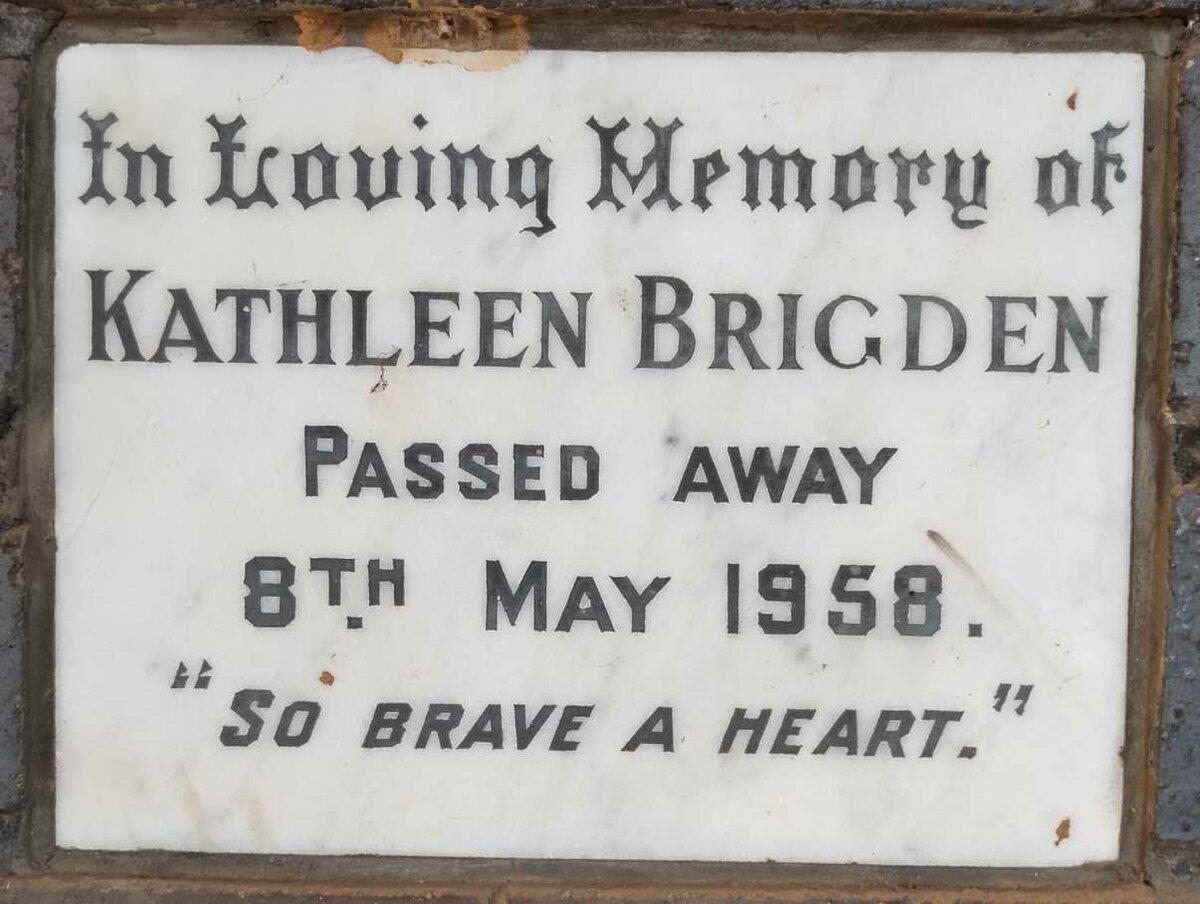 In Loving Memory of
KATHLEEN BRIGDEN
PASSED AWAY
8TH. MAY 1958.
"SO BRAVE A HEART."